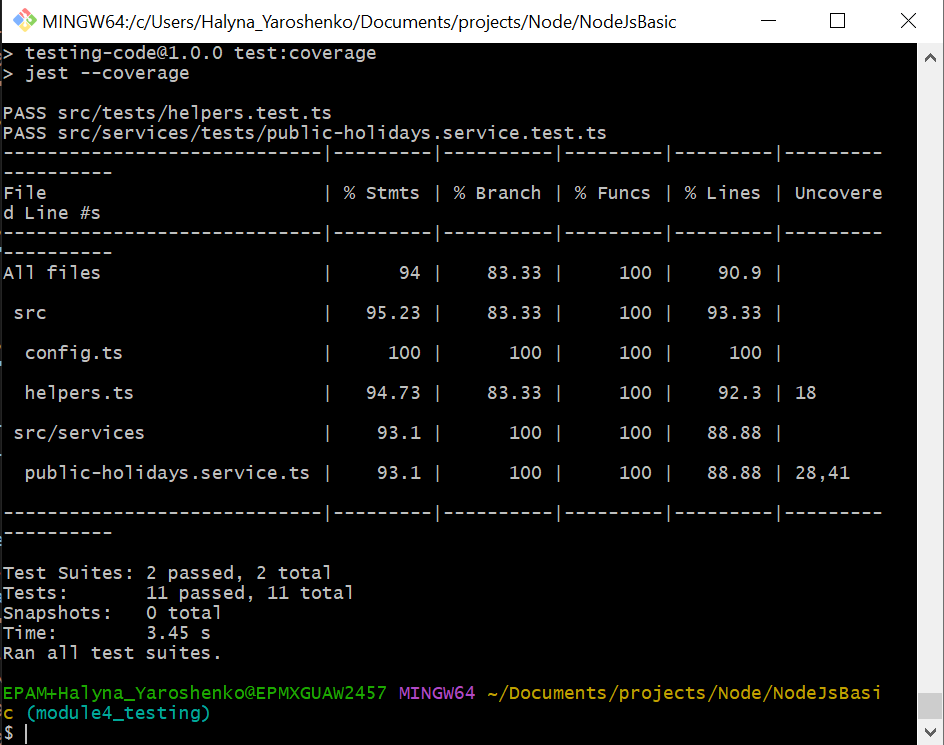 MINGW64:/c/Users/Halyna_Yaroshenko/Documents/projects/Node/NodeJsBasic
> testing-code@1.0.0 test:coverage
> jest --coverage
PASS src/tests/helpers.test.ts
PASS src/services/tests/public-holidays.service.test.ts
-----------------------------|---------|----------|---------|---------|---------
----------
File                         | % Stmts | % Branch | % Funcs | % Lines | Uncovere
d Line #s
-----------------------------|---------|----------|---------|---------|---------
----------
All files                    |      94 |    83.33 |     100 |    90.9 |
 src                         |   95.23 |    83.33 |     100 |   93.33 |
  config.ts                  |     100 |      100 |     100 |     100 |
  helpers.ts                 |   94.73 |    83.33 |     100 |    92.3 | 18
 src/services                |    93.1 |      100 |     100 |   88.88 |
  public-holidays.service.ts |    93.1 |      100 |     100 |   88.88 | 28,41
-----------------------------|---------|----------|---------|---------|---------
----------
Test Suites: 2 passed, 2 total
Tests:       11 passed, 11 total
Snapshots:   0 total
Time:        3.45 s
Ran all test suites.
EPAM+Halyna_Yaroshenko@EPMXGUAW2457 MINGW64 ~/Documents/projects/Node/NodeJsBasi
c (module4_testing)
$